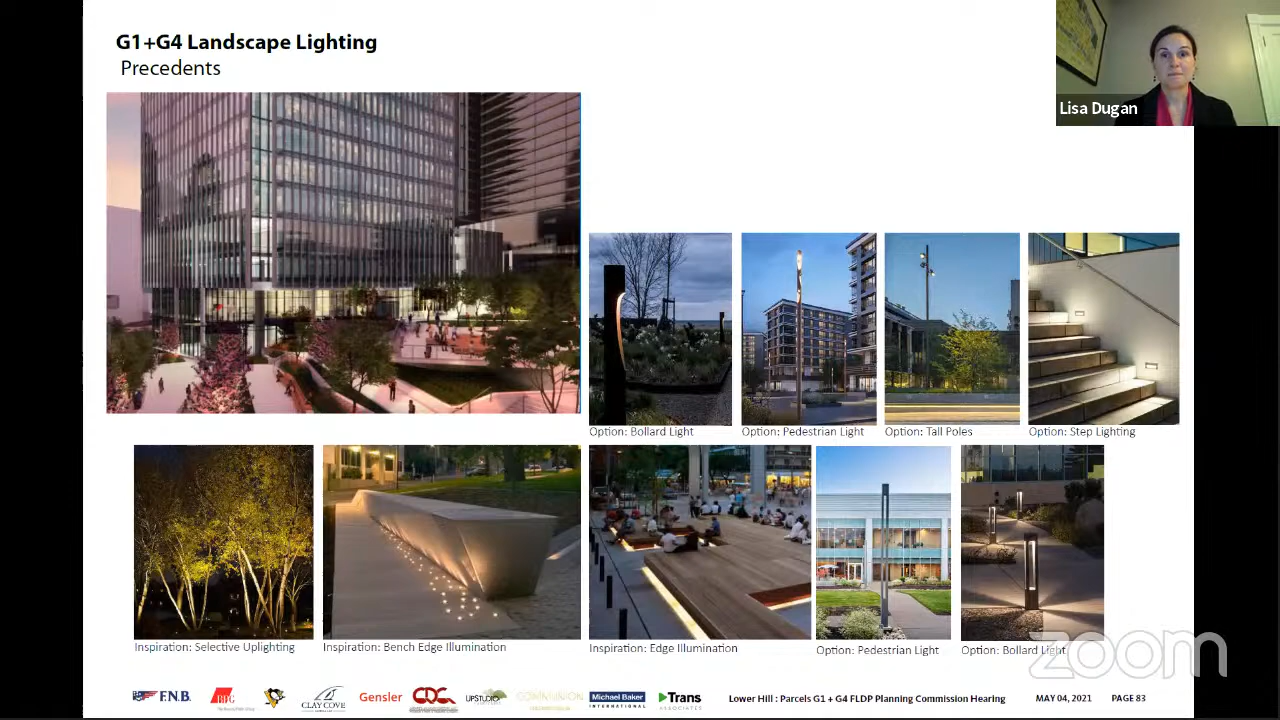 G1+G4 Landscape Lighting
Precedents
Lisa Dugan
Option: Bollard Light
Option: Pedestrian Light
Option: Tall Poles
Option: Step Lighting
Inspiration: Selective Uplighting
Inspiration: Bench Edge Illumination
Inspiration: Edge Illumination
Option: Pedestrian Light
Option: Bollard Light
zoom
F.N.B.
BPG
CLAY COVE
Gensler
CDC
UPSTUDIO
COMMUNION
Michael Baker
INTERNATIONAL
Trans
ASSOCIATES
Lower Hill : Parcels G1 + G4 FLDP Planning Commission Hearing
MAY 04, 2021
PAGE 83